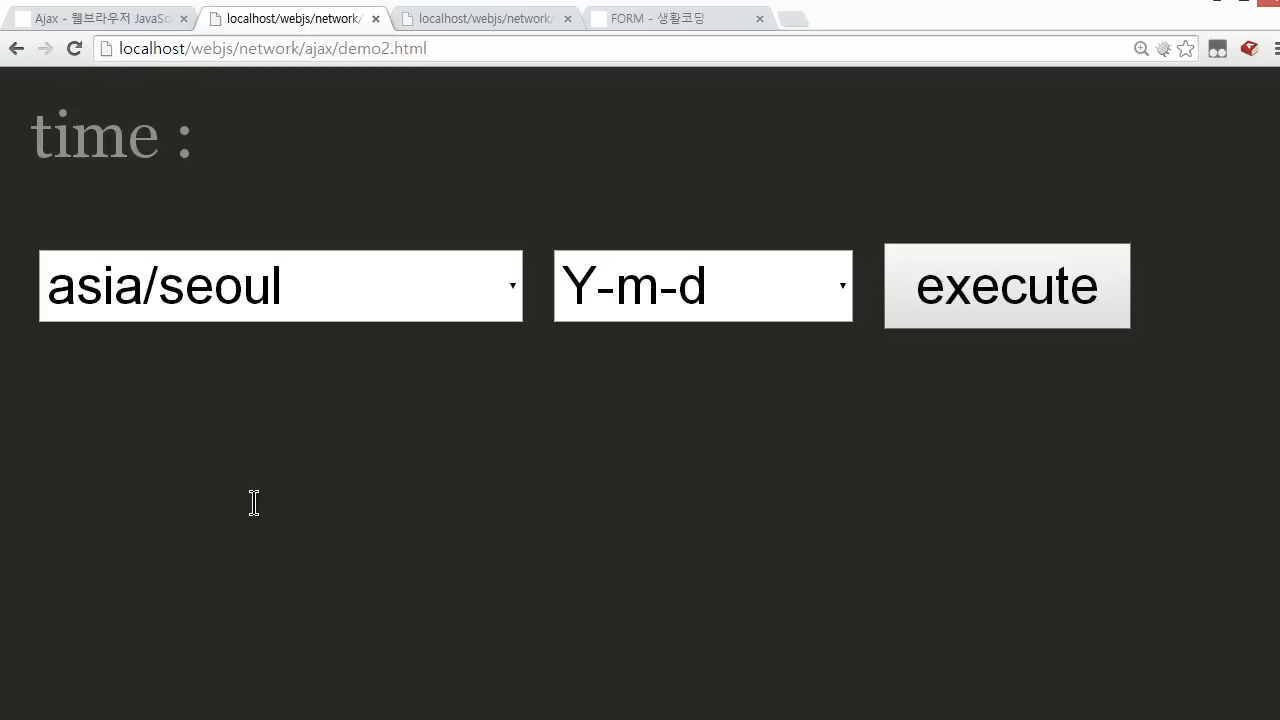 Ajax - 웹브라우저 JavaSc
localhost/webjs/network/
localhost/webjs/network/
FORM - 생활코딩
localhost/webjs/network/ajax/demo2.html
time :
asia/seoul
Y-m-d
execute